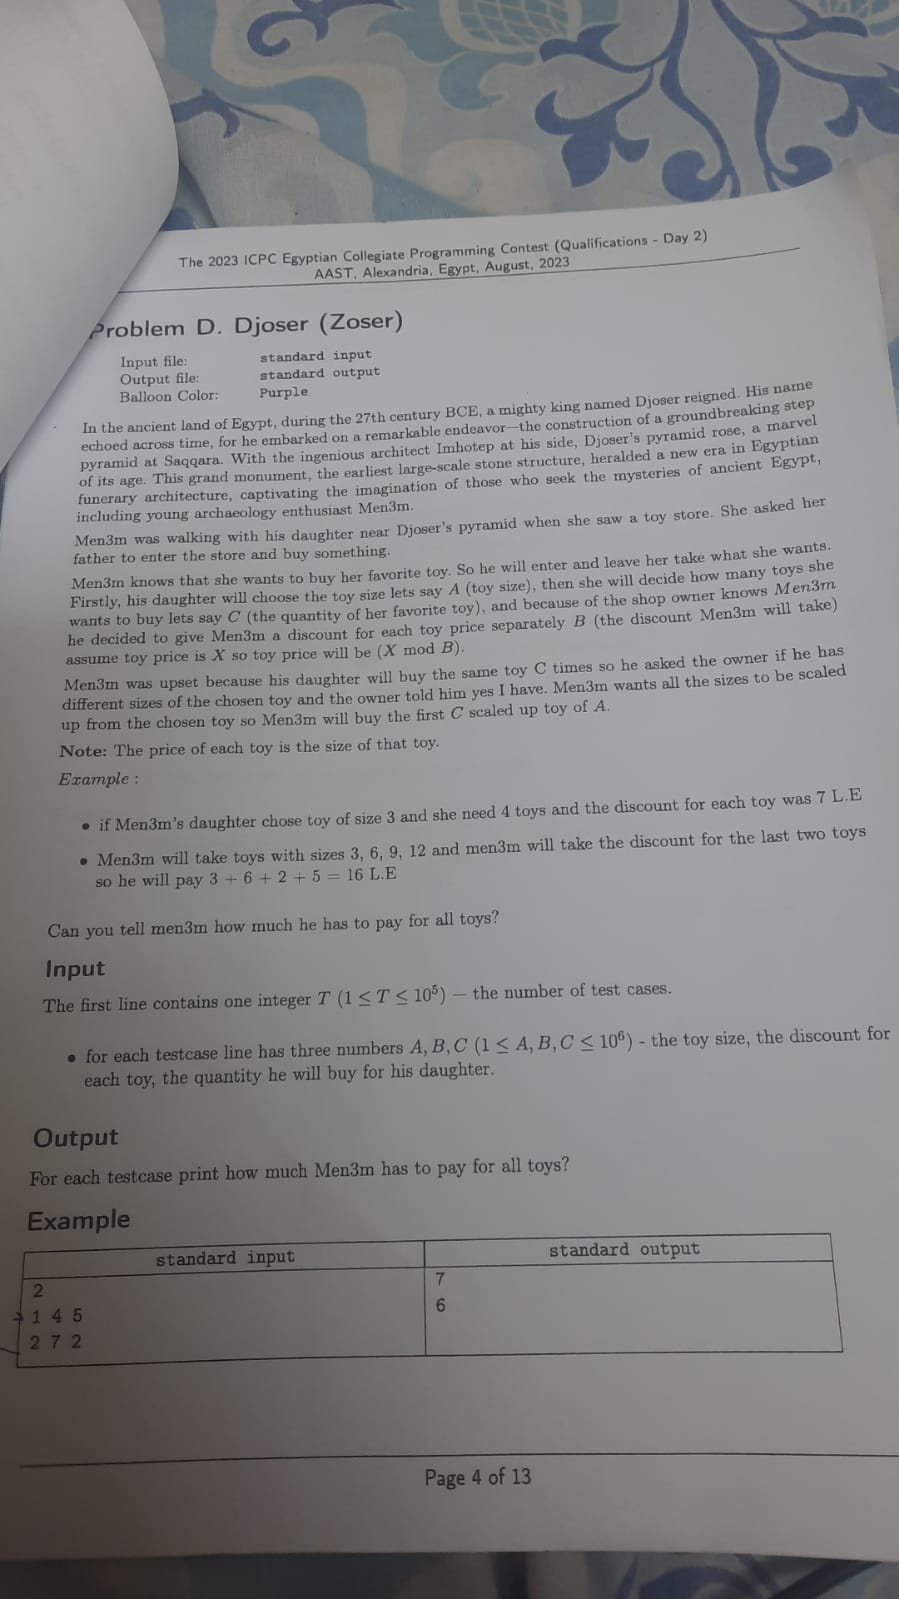 The 2023 ICPC Egyptian Collegiate Programming Contest (Qualifications - Day 2)
AAST, Alexandria, Egypt, August, 2023
Problem D. Djoser (Zoser)
Input file: standard input
Output file: standard output
Balloon Color: Purple
In the ancient land of Egypt, during the 27th century BCE, a mighty king named Djoser reigned. His name
echoed across time, for he embarked on a remarkable endeavor—the construction of a groundbreaking step
pyramid at Saqqara. With the ingenious architect Imhotep at his side, Djoser's pyramid rose, a marvel
of its age. This grand monument, the earliest large-scale stone structure, heralded a new era in Egyptian
funerary architecture, captivating the imagination of those who seek the mysteries of ancient Egypt,
including young archaeology enthusiast Men3m.
Men3m was walking with his daughter near Djoser's pyramid when she saw a toy store. She asked her
father to enter the store and buy something.
Men3m knows that she wants to buy her favorite toy. So he will enter and leave her take what she wants.
Firstly, his daughter will choose the toy size lets say A (toy size), then she will decide how many toys she
wants to buy lets say C (the quantity of her favorite toy), and because of the shop owner knows Men3m
he decided to give Men3m a discount for each toy price separately B (the discount Men3m will take)
assume toy price is X so toy price will be (X mod B).
Men3m was upset because his daughter will buy the same toy C times so he asked the owner if he has
different sizes of the chosen toy and the owner told him yes I have. Men3m wants all the sizes to be scaled
up from the chosen toy so Men3m will buy the first C scaled up toy of A.
Note: The price of each toy is the size of that toy.
Example :
• if Men3m's daughter chose toy of size 3 and she need 4 toys and the discount for each toy was 7 L.E
• Men3m will take toys with sizes 3, 6, 9, 12 and men3m will take the discount for the last two toys
so he will pay 3 + 6 + 2 + 5 = 16 L.E
Can you tell men3m how much he has to pay for all toys?
Input
The first line contains one integer T (1 ≤ T ≤ 10⁵) — the number of test cases.
• for each testcase line has three numbers A, B, C (1 ≤ A, B, C ≤ 10⁶) - the toy size, the discount for
each toy, the quantity he will buy for his daughter.
Output
For each testcase print how much Men3m has to pay for all toys?
Example
standard input standard output
2
1 4 5
2 7 2
7
6
Page 4 of 13